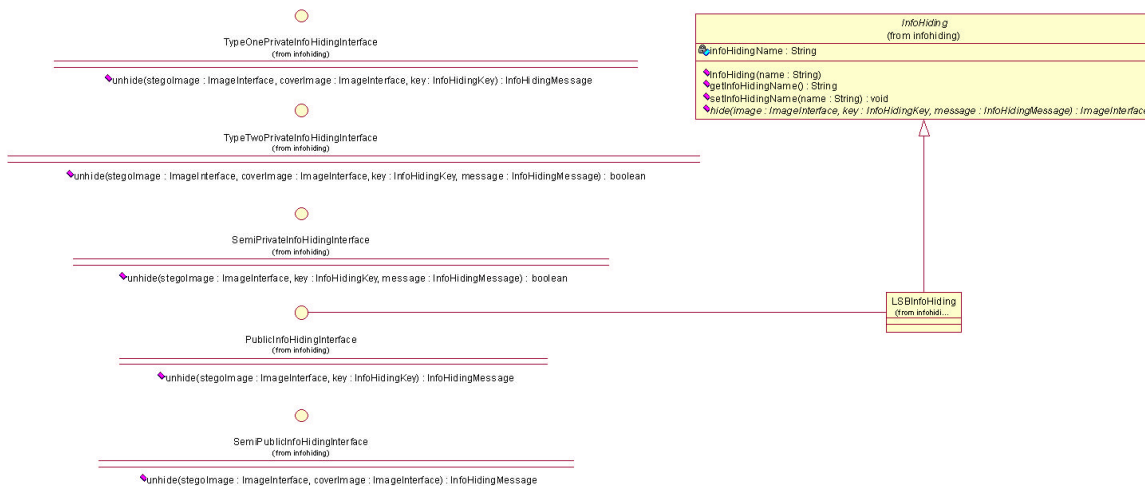 TypeOnePrivateInfoHidingInterface
(from infohiding)
unhide(stegoImage : ImageInterface, coverImage : ImageInterface, key : InfoHidingKey) : InfoHidingMessage
TypeTwoPrivateInfoHidingInterface
(from infohiding)
unhide(stegoImage : ImageInterface, coverImage : ImageInterface, key : InfoHidingKey, message : InfoHidingMessage) : boolean
SemiPrivateInfoHidingInterface
(from infohiding)
unhide(stegoImage : ImageInterface, key : InfoHidingKey, message : InfoHidingMessage) : boolean
PublicInfoHidingInterface
(from infohiding)
unhide(stegoImage : ImageInterface, key : InfoHidingKey) : InfoHidingMessage
SemiPublicInfoHidingInterface
(from infohiding)
unhide(stegoImage : ImageInterface, coverImage : ImageInterface) : InfoHidingMessage
InfoHiding
(from infohiding)
infoHidingName : String
InfoHiding(name : String)
getInfoHidingName() : String
setInfoHidingName(name : String) : void
hide(image : ImageInterface, key : InfoHidingKey, message : InfoHidingMessage) : ImageInterface
LSBInfoHiding
(from infohidi...